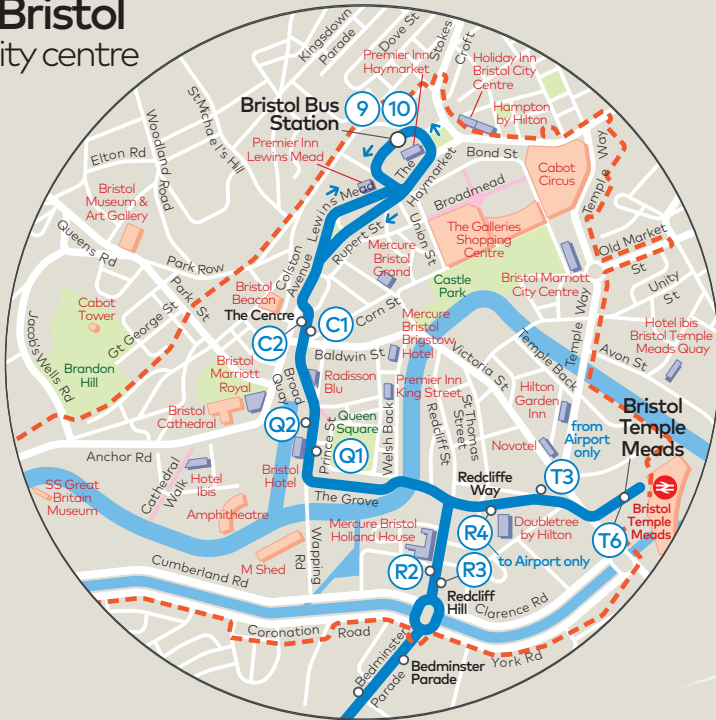 Bristol
ity centre
Kingsdown
Parade
Dove St
Stokes
Croft
Premier Inn
Haymarket
Holiday Inn
Bristol City
Centre
Hampton
by Hilton
Bristol Bus
Station
9
10
St Michael's Hill
Woodland Road
Elton Rd
Premier Inn
Lewins Mead
The
Haymarket
Bond St
Cabot
Circus
Temple Way
Bristol
Museum &
Art Gallery
Lewins Mead
Broadmead
Union St
Rupert St
The Galleries
Shopping
Centre
Old Market
St
Queens Rd
Park Row
Colston
Avenue
Mercure
Bristol
Grand
Castle
Park
Bristol Marriott
City Centre
Unity
St
Park St
Bristol
Beacon
Cabot
Tower
Gt George St
The Cencre
C2
C1
Corn St
Mercure
Bristol
Brigstow
Hotel
Temple Way
Hotel ibis
Bristol Temple
Meads Quay
Jacob's Wells Rd
Brandon
Hill
Baldwin St
Victoria St
Temple Back
Avon St
Bristol
Marriott
Royal
Broad
Quay
Radisson
Blu
Premier Inn
King Street
Hilton
Garden
Inn
Bristol
Temple
Meads
Bristol
Cathedral
Q2
Prince St
Queen
Square
Q1
Welsh Back
Redcliff St
St Thomas
Street
from
Airport
only
Novotel
Anchor Rd
Cathedral
Walk
Hotel
Ibis
Bristol
Hotel
The Grove
Redcliffe
Way
T3
SS Great
Britain
Museum
Amphitheatre
Bristol
Temple
Meads
Mercure Bristol
Holland House
R4
Doubletree
by Hilton
T6
to Airport only
M Shed
Wapping
Rd
Cumberland Rd
R2
R3
Redcliff
Hill
Clarence Rd
Coronation Road
York Rd
Bedminster
Parade
Bedminster
Parade